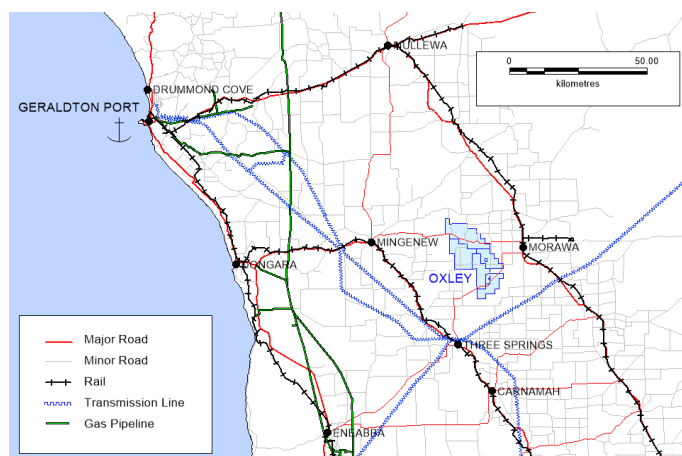 MULLEWA
0 50.00
kilometres
DRUMMOND COVE
GERALDTON PORT
MINGENEW
MORAWA
OXLEY
DONGARA
Major Road
Minor Road
Rail
Transmission Line
Gas Pipeline
THREE SPRINGS
CARNAMAH
ENEABBA